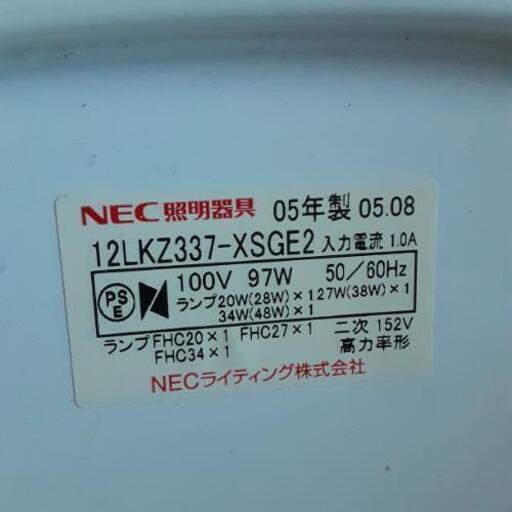 NEC照明器具 05年製 05.08
12LKZ337-XSGE2 入力電流 1.0A
PSE 100V 97W 50/60Hz
ランプ20W(28W)×127W(38W)×1
34W(48W)×1
ランプFHC20×1 FHC27×1 二次 152V
FHC34×1 高力率形
NECライティング株式会社